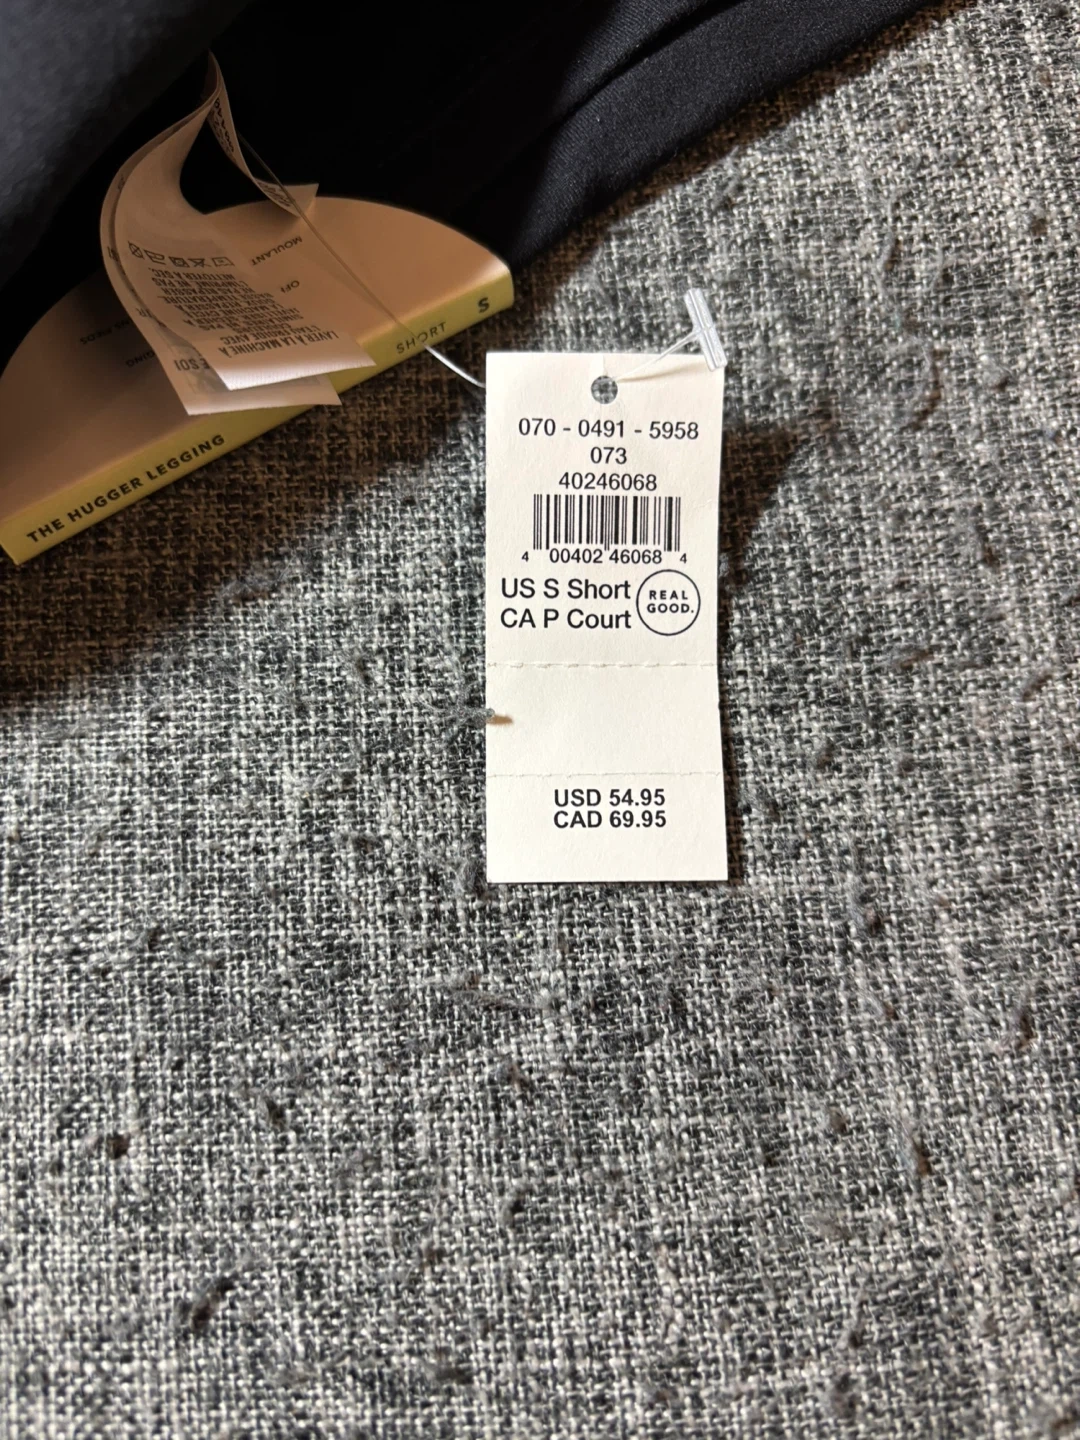 070 - 0491 - 5958
073
40246068
4 00402 46068 4
US S Short
CA P Court
REAL
GOOD.
USD 54.95
CAD 69.95
THE HUGGER LEGGING
SHORT
S
MOULANT
OFF
LAVER A LA MACHINE A